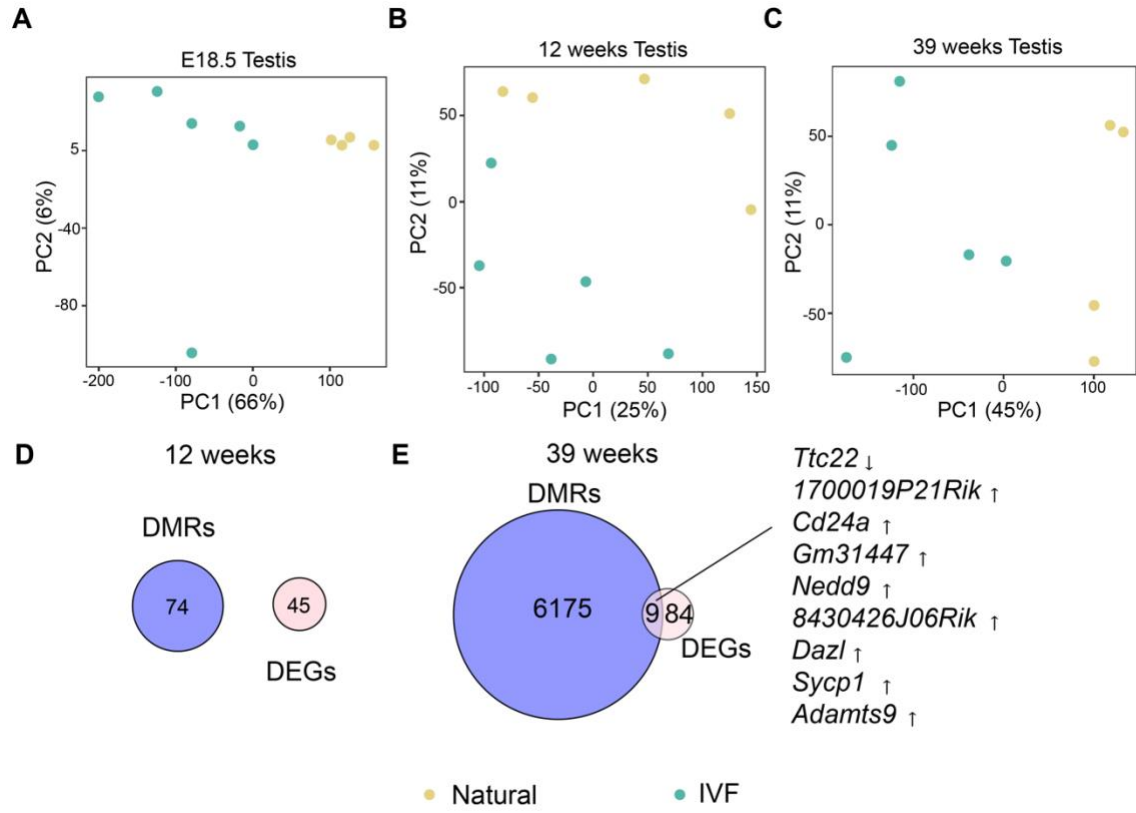 A
B
C
E18.5 Testis
12 weeks Testis
39 weeks Testis
PC2 (6%)
5
-40
-80
-200
-100
0
100
PC1 (66%)
PC2 (11%)
50
0
-50
-100
-50
0
50
100
150
PC1 (25%)
PC2 (11%)
50
0
-50
-100
0
100
PC1 (45%)
D
12 weeks
DMRs
74
45
DEGs
E
39 weeks
DMRs
6175
9
84
DEGs
Ttc22 ↓
1700019P21Rik ↑
Cd24a ↑
Gm31447 ↑
Nedd9 ↑
8430426J06Rik ↑
Dazl ↑
Sycp1 ↑
Adamts9 ↑
Natural
IVF